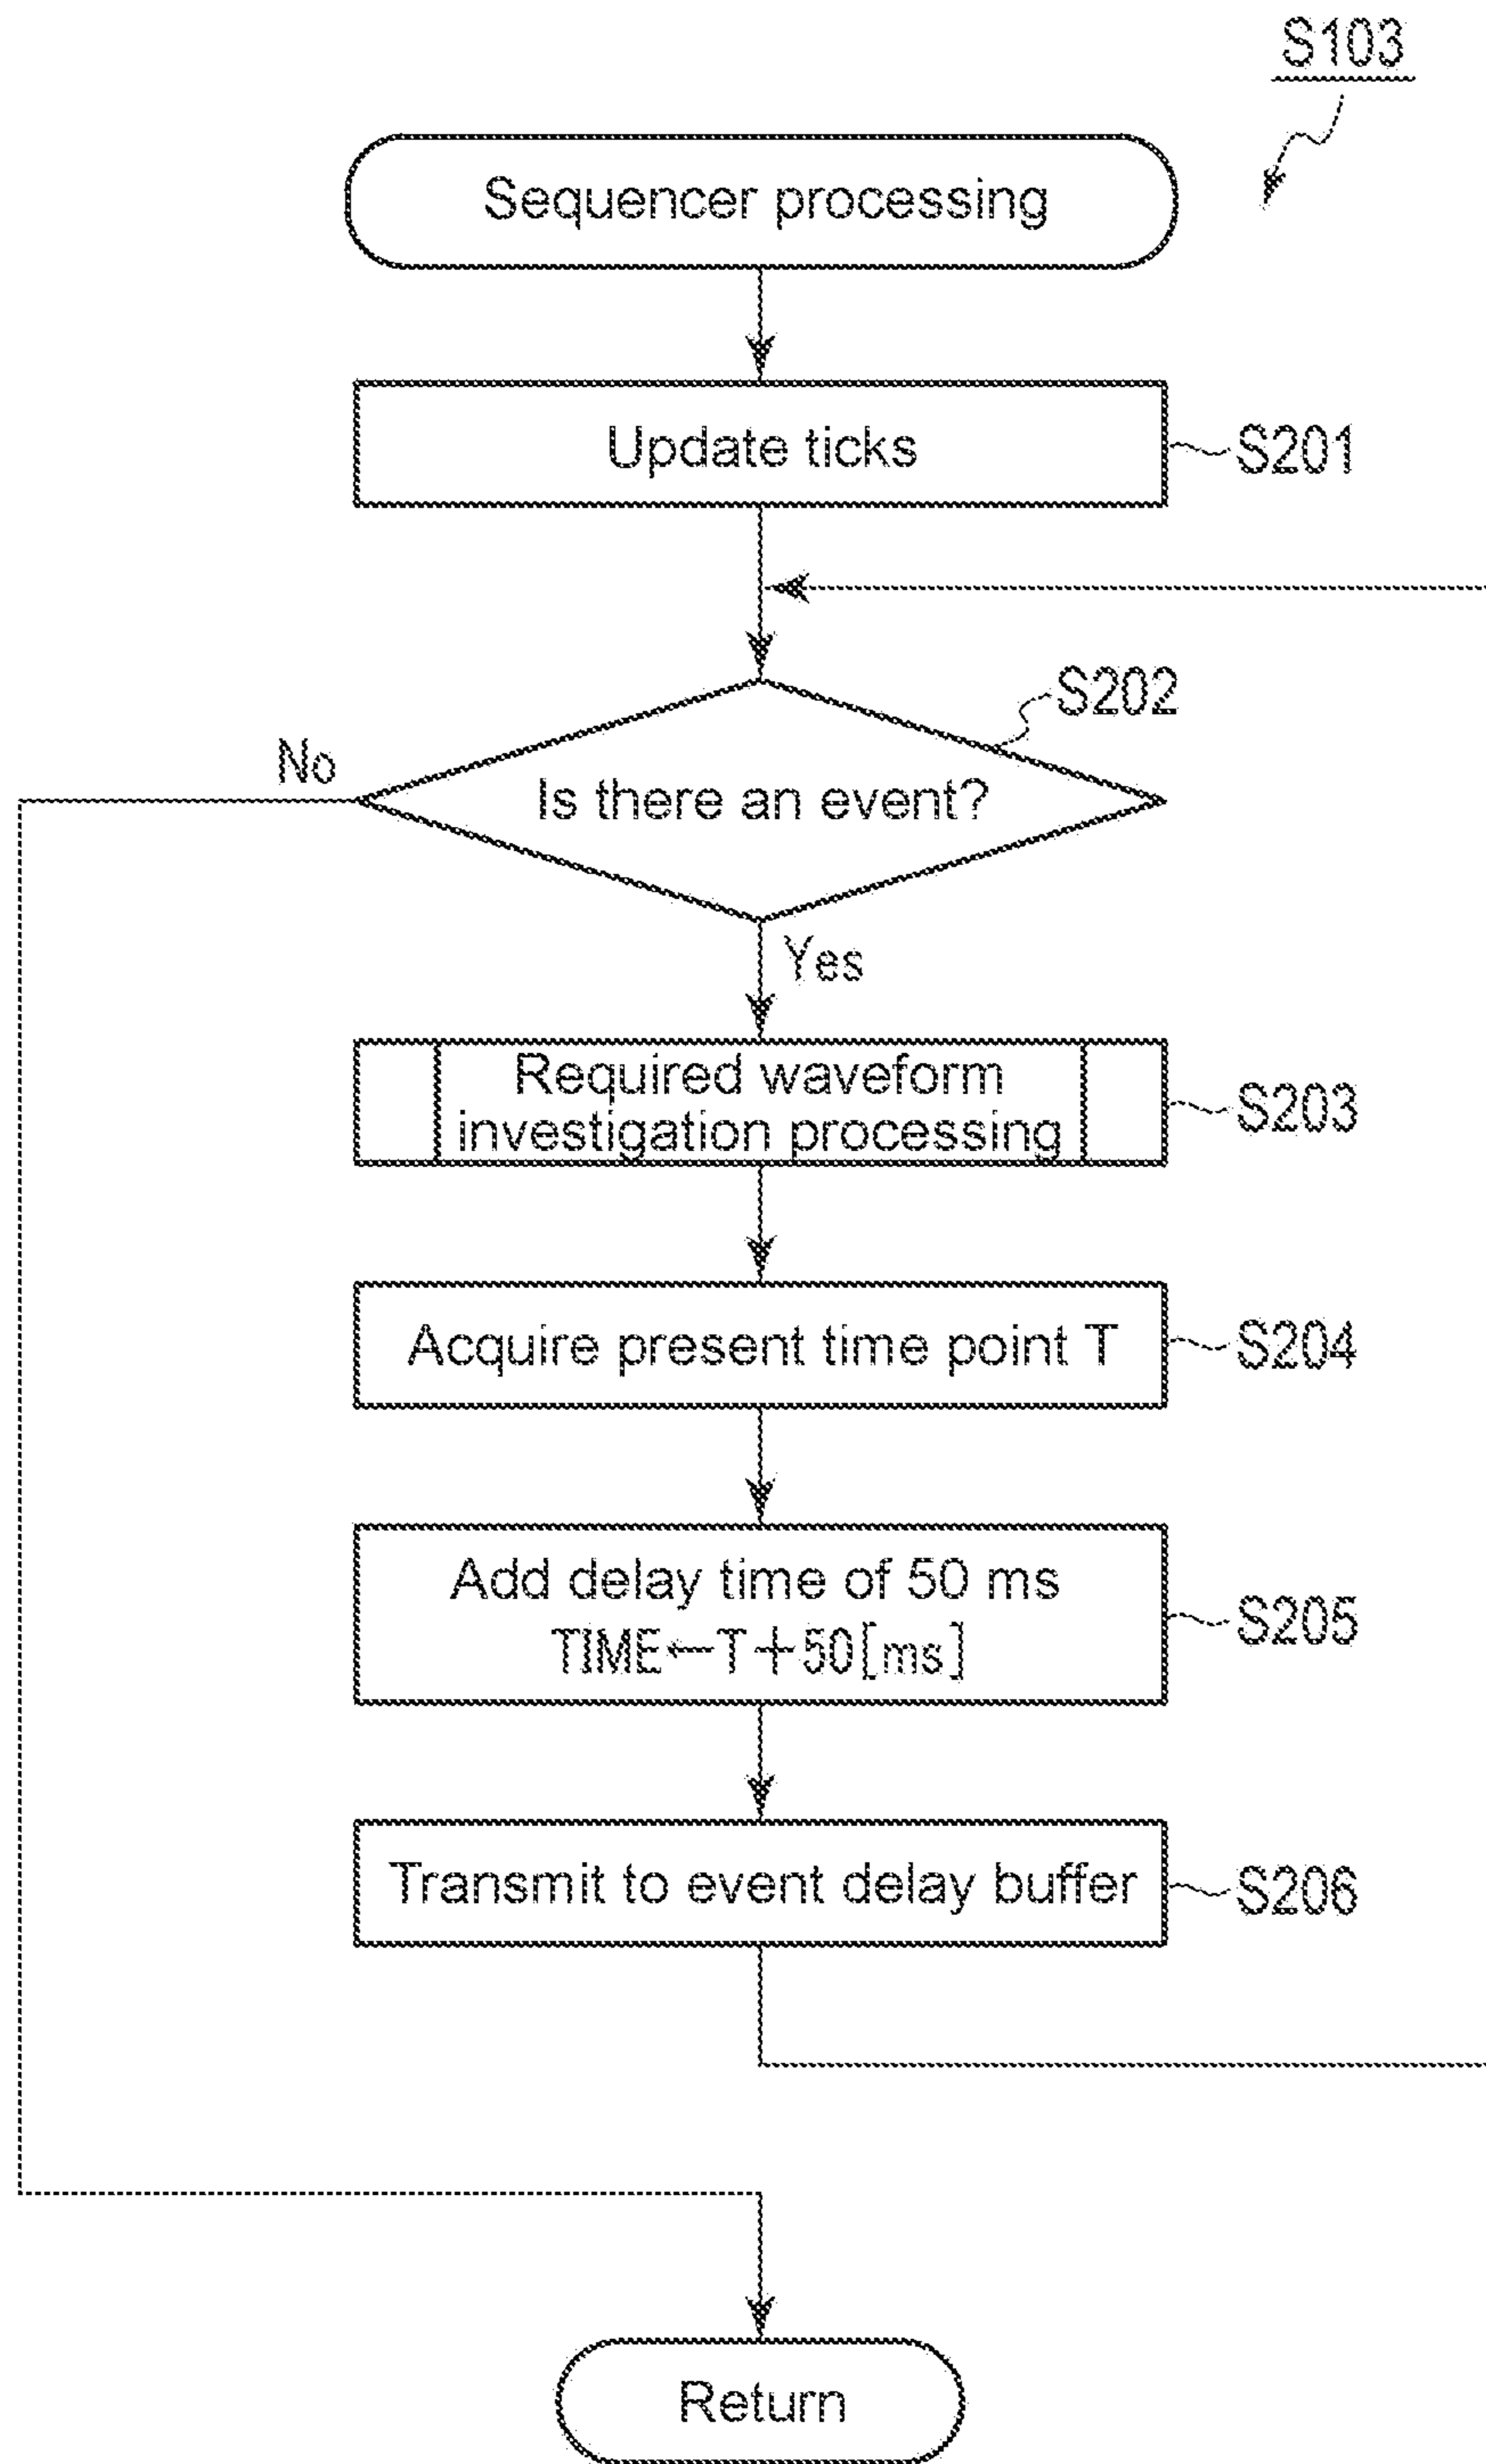 S103
Sequencer processing
Update ticks
S201
S202
No
Is there an event?
Yes
Required waveform
investigation processing
S203
Acquire present time point T
S204
Add delay time of 50 ms
TIME←T+50[ms]
S205
Transmit to event delay buffer
S206
Return